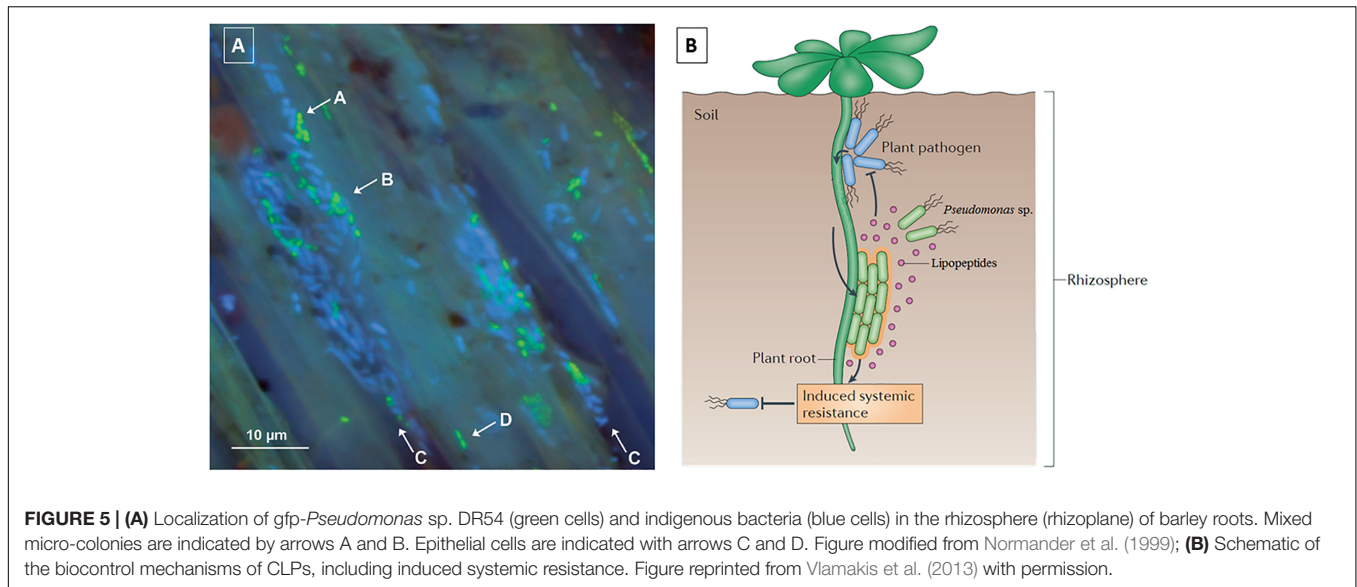 A
A
B
D
C
C
10 µm
B
Soil
Plant pathogen
Pseudomonas sp.
Lipopeptides
Rhizosphere
Plant root
Induced systemic
resistance
FIGURE 5 | (A) Localization of gfp-Pseudomonas sp. DR54 (green cells) and indigenous bacteria (blue cells) in the rhizosphere (rhizoplane) of barley roots. Mixed
micro-colonies are indicated by arrows A and B. Epithelial cells are indicated with arrows C and D. Figure modified from Normander et al. (1999); (B) Schematic of
the biocontrol mechanisms of CLPs, including induced systemic resistance. Figure reprinted from Vlamakis et al. (2013) with permission.